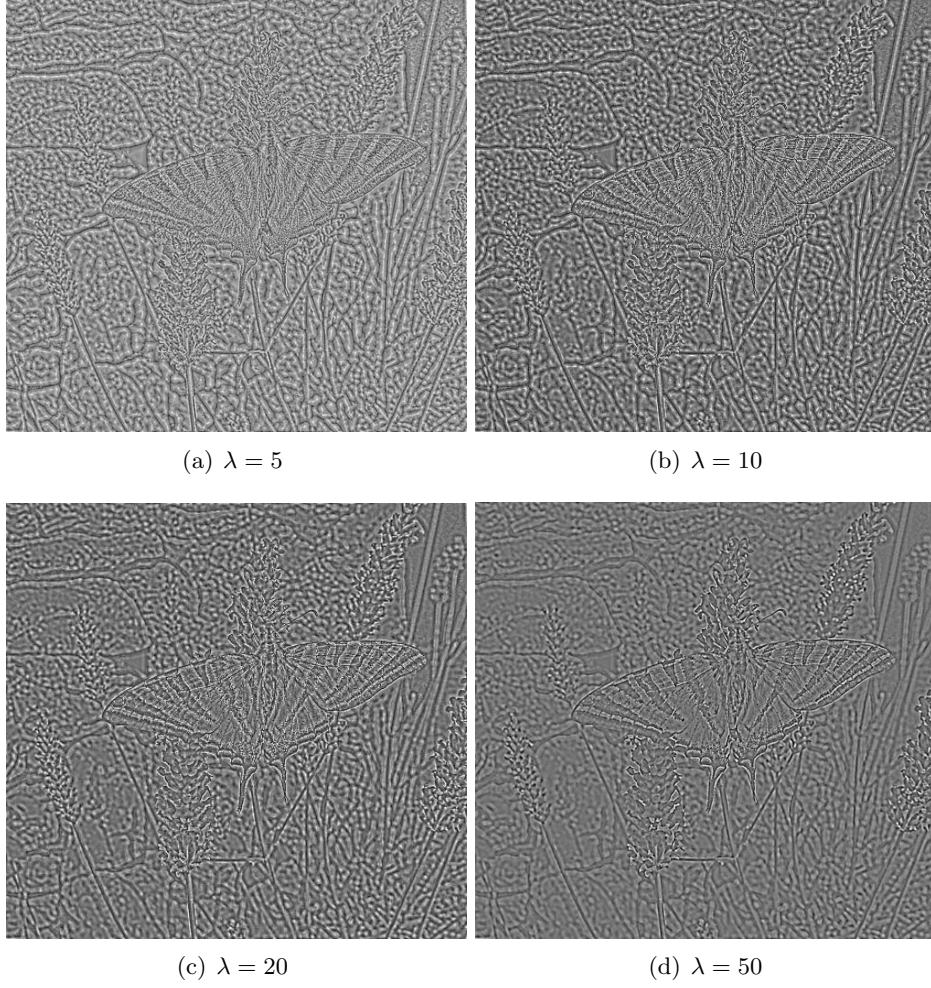 (a) λ = 5
(b) λ = 10
(c) λ = 20
(d) λ = 50